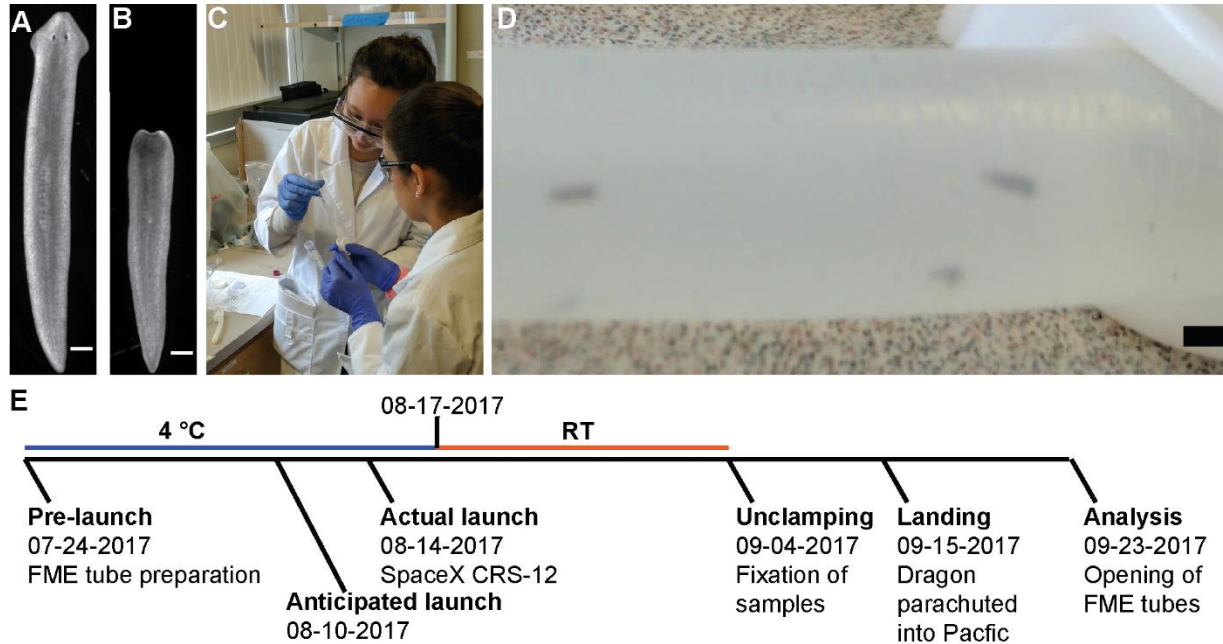 A
B
C
D
E
08-17-2017
4 °C
RT
Pre-launch
07-24-2017
FME tube preparation
Anticipated launch
08-10-2017
Actual launch
08-14-2017
SpaceX CRS-12
Unclamping
09-04-2017
Fixation of
samples
Landing
09-15-2017
Dragon
parachuted
into Pacfic
Analysis
09-23-2017
Opening of
FME tubes